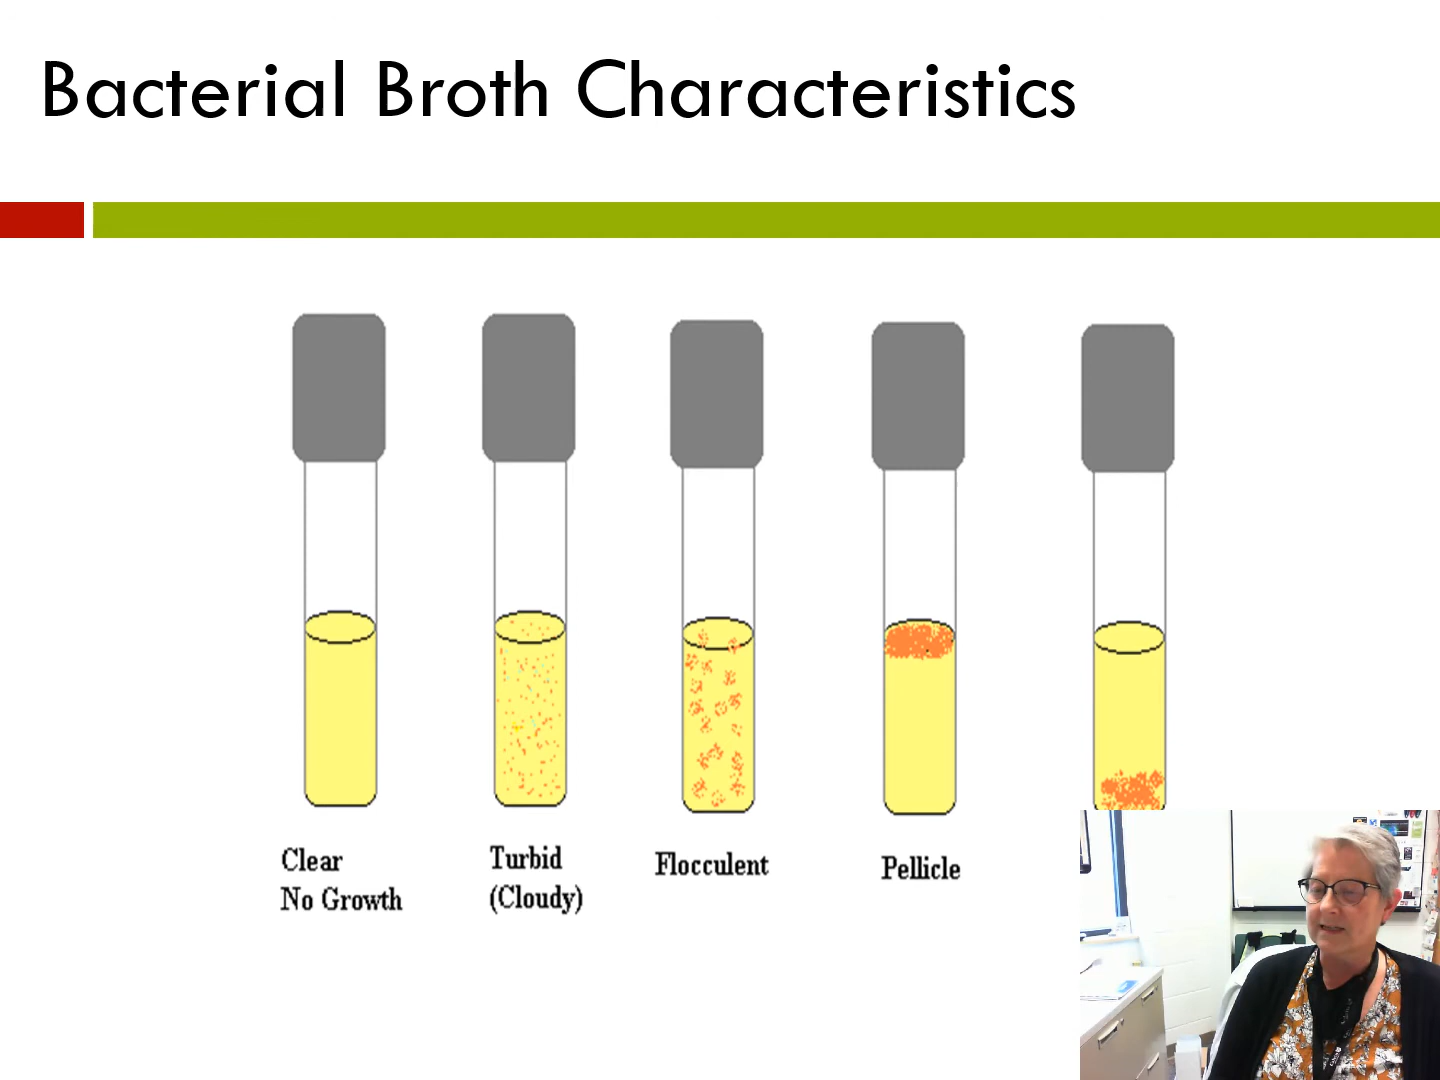 Bacterial Broth Characteristics
Clear
No Growth
Turbid
(Cloudy)
Flocculent
Pellicle